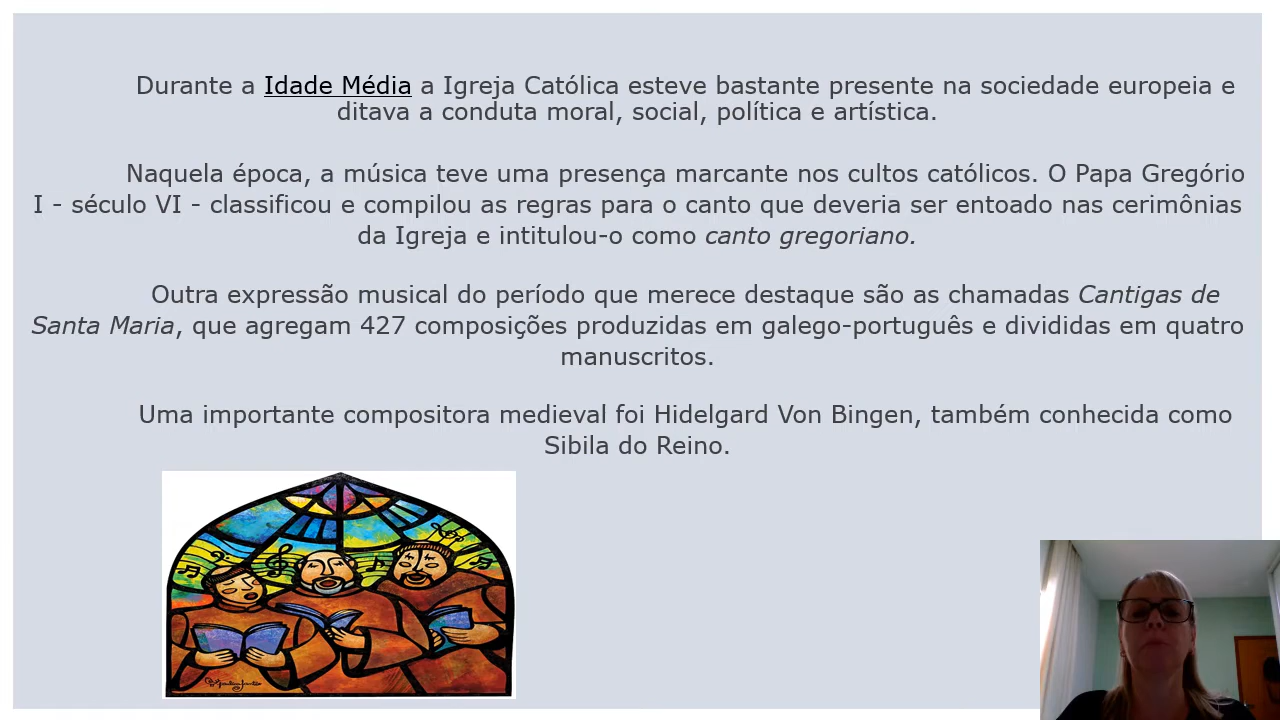 Durante a Idade Média a Igreja Católica esteve bastante presente na sociedade europeia e
ditava a conduta moral, social, política e artística.
Naquela época, a música teve uma presença marcante nos cultos católicos. O Papa Gregório
I - século VI - classificou e compilou as regras para o canto que deveria ser entoado nas cerimônias
da Igreja e intitulou-o como canto gregoriano.
Outra expressão musical do período que merece destaque são as chamadas Cantigas de
Santa Maria, que agregam 427 composições produzidas em galego-português e divididas em quatro
manuscritos.
Uma importante compositora medieval foi Hidelgard Von Bingen, também conhecida como
Sibila do Reino.